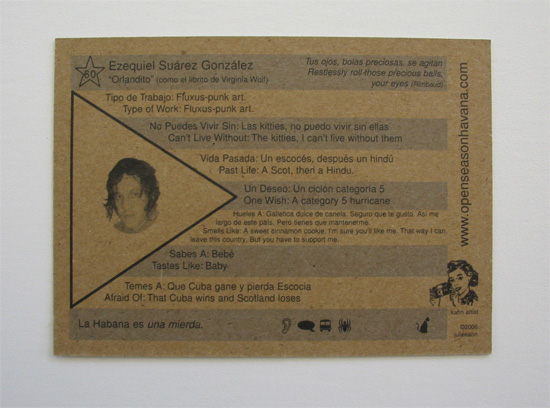 60
Ezequiel Suárez González
"Orlandito" (como el librito de Virginia Wolf)
Tus ojos, bolas preciosas, se agitan
Restlessly roll those precious balls,
your eyes (Rimbaud)
Tipo de Trabajo: Fluxus-punk art.
Type of Work: Fluxus-punk art.
No Puedes Vivir Sin: Las kitties, no puedo vivir sin ellas
Can't Live Without: The kitties, I can't live without them
Vida Pasada: Un escocés, después un hindú
Past Life: A Scot, then a Hindu.
Un Deseo: Un ciclón categoría 5
One Wish: A category 5 hurricane
Hueles A: Galletica dulce de canela. Seguro que te gusto. Así me
largo de este país. Pero tienes que mantenerme.
Smells Like: A sweet cinnamon cookie. I'm sure you'll like me. That way I can
leave this country. But you have to support me.
Sabes A: Bebé
Tastes Like: Baby
Temes A: Que Cuba gane y pierda Escocia
Afraid Of: That Cuba wins and Scotland loses
La Habana es una mierda.
www.openseasonhavana.com
artist
©2006